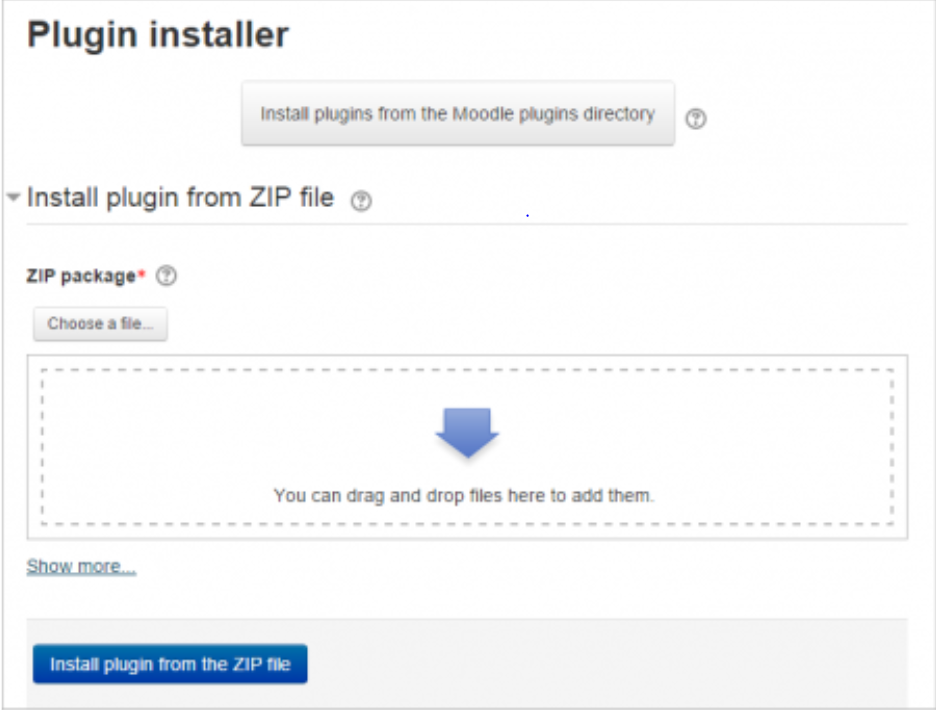 Plugin installer
Install plugins from the Moodle plugins directory
Install plugin from ZIP file
ZIP package*
Choose a file...
You can drag and drop files here to add them.
Show more...
Install plugin from the ZIP file